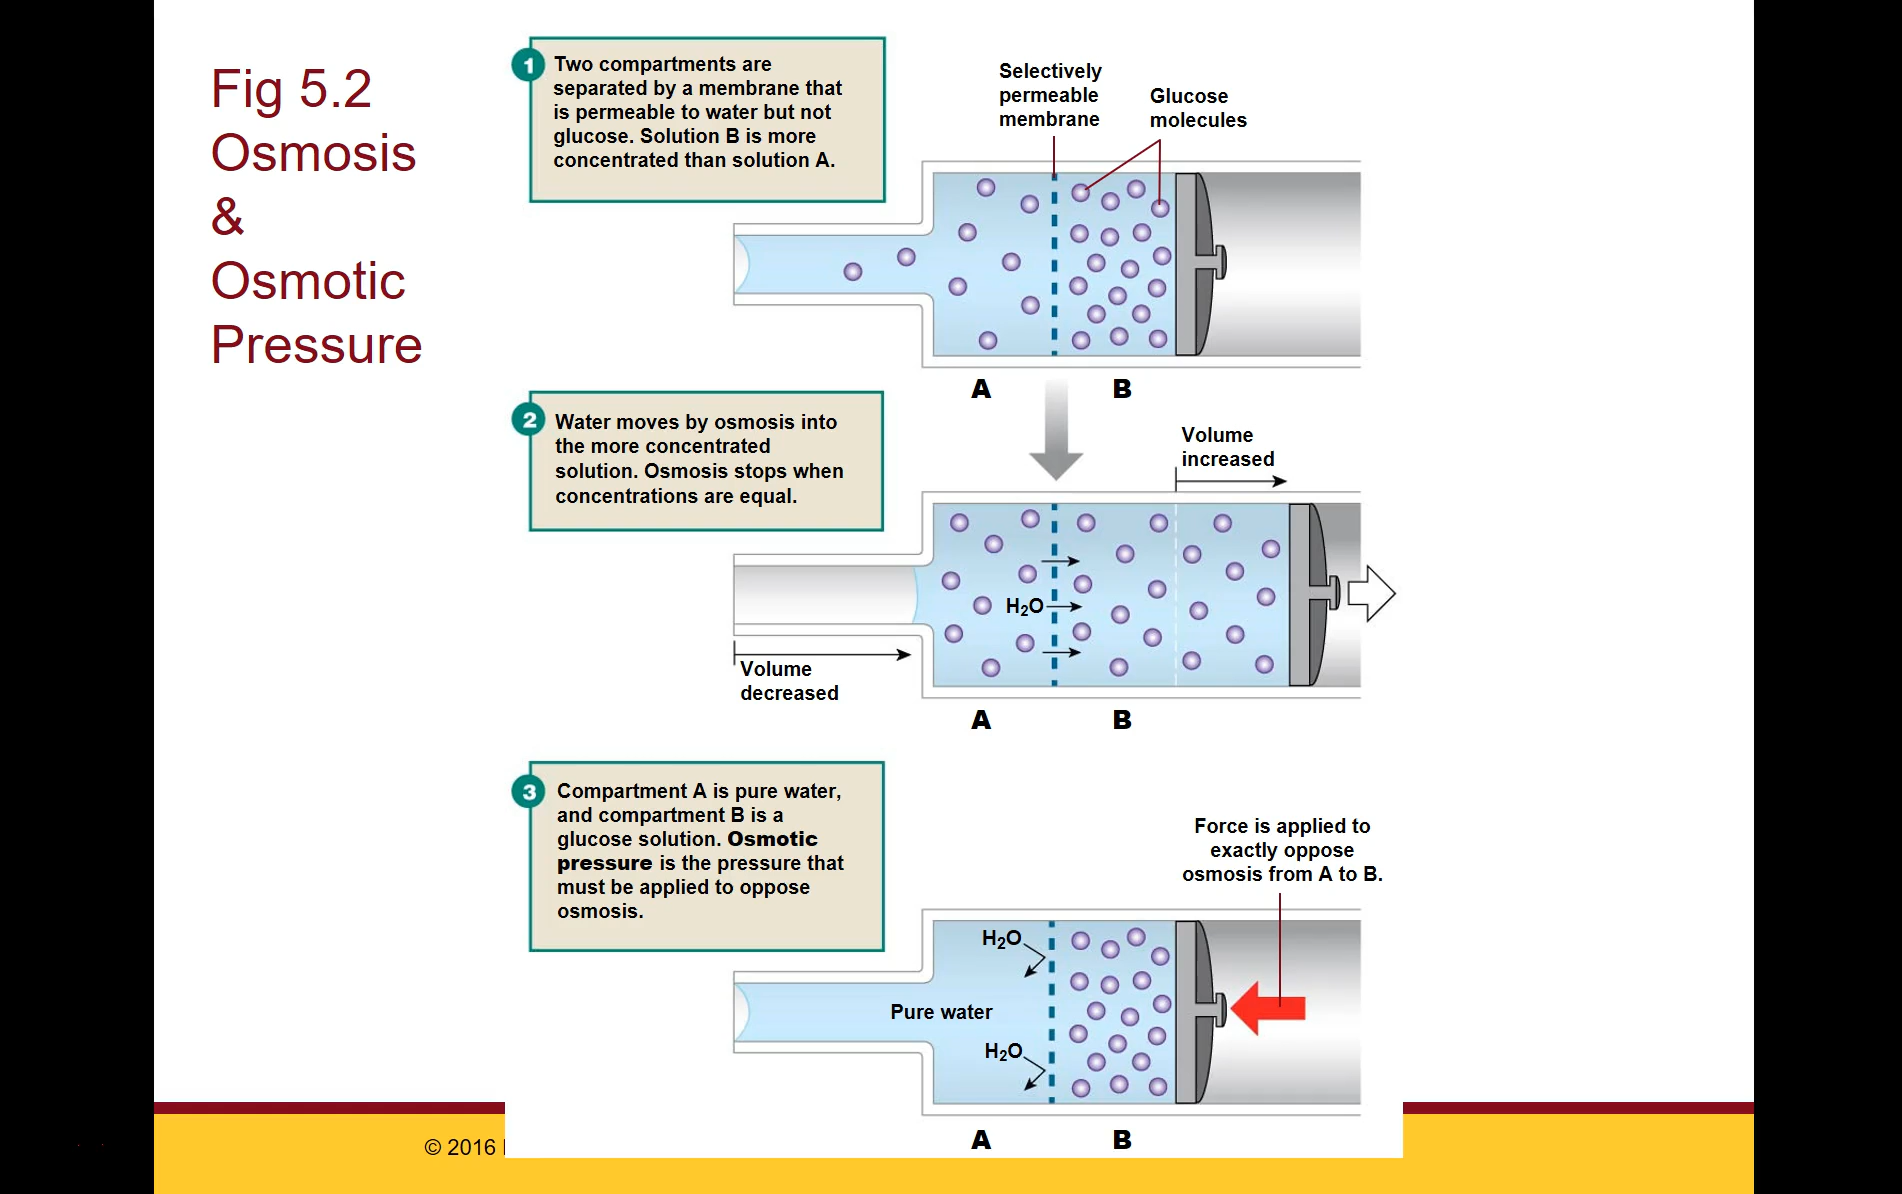 Fig 5.2
Osmosis
&
Osmotic
Pressure
1
Two compartments are
separated by a membrane that
is permeable to water but not
glucose. Solution B is more
concentrated than solution A.
Selectively
permeable
membrane
Glucose
molecules
A
B
2
Water moves by osmosis into
the more concentrated
solution. Osmosis stops when
concentrations are equal.
Volume
increased
H₂O
Volume
decreased
A
B
3
Compartment A is pure water,
and compartment B is a
glucose solution. Osmotic
pressure is the pressure that
must be applied to oppose
osmosis.
Force is applied to
exactly oppose
osmosis from A to B.
H₂O
Pure water
H₂O
A
B
© 2016